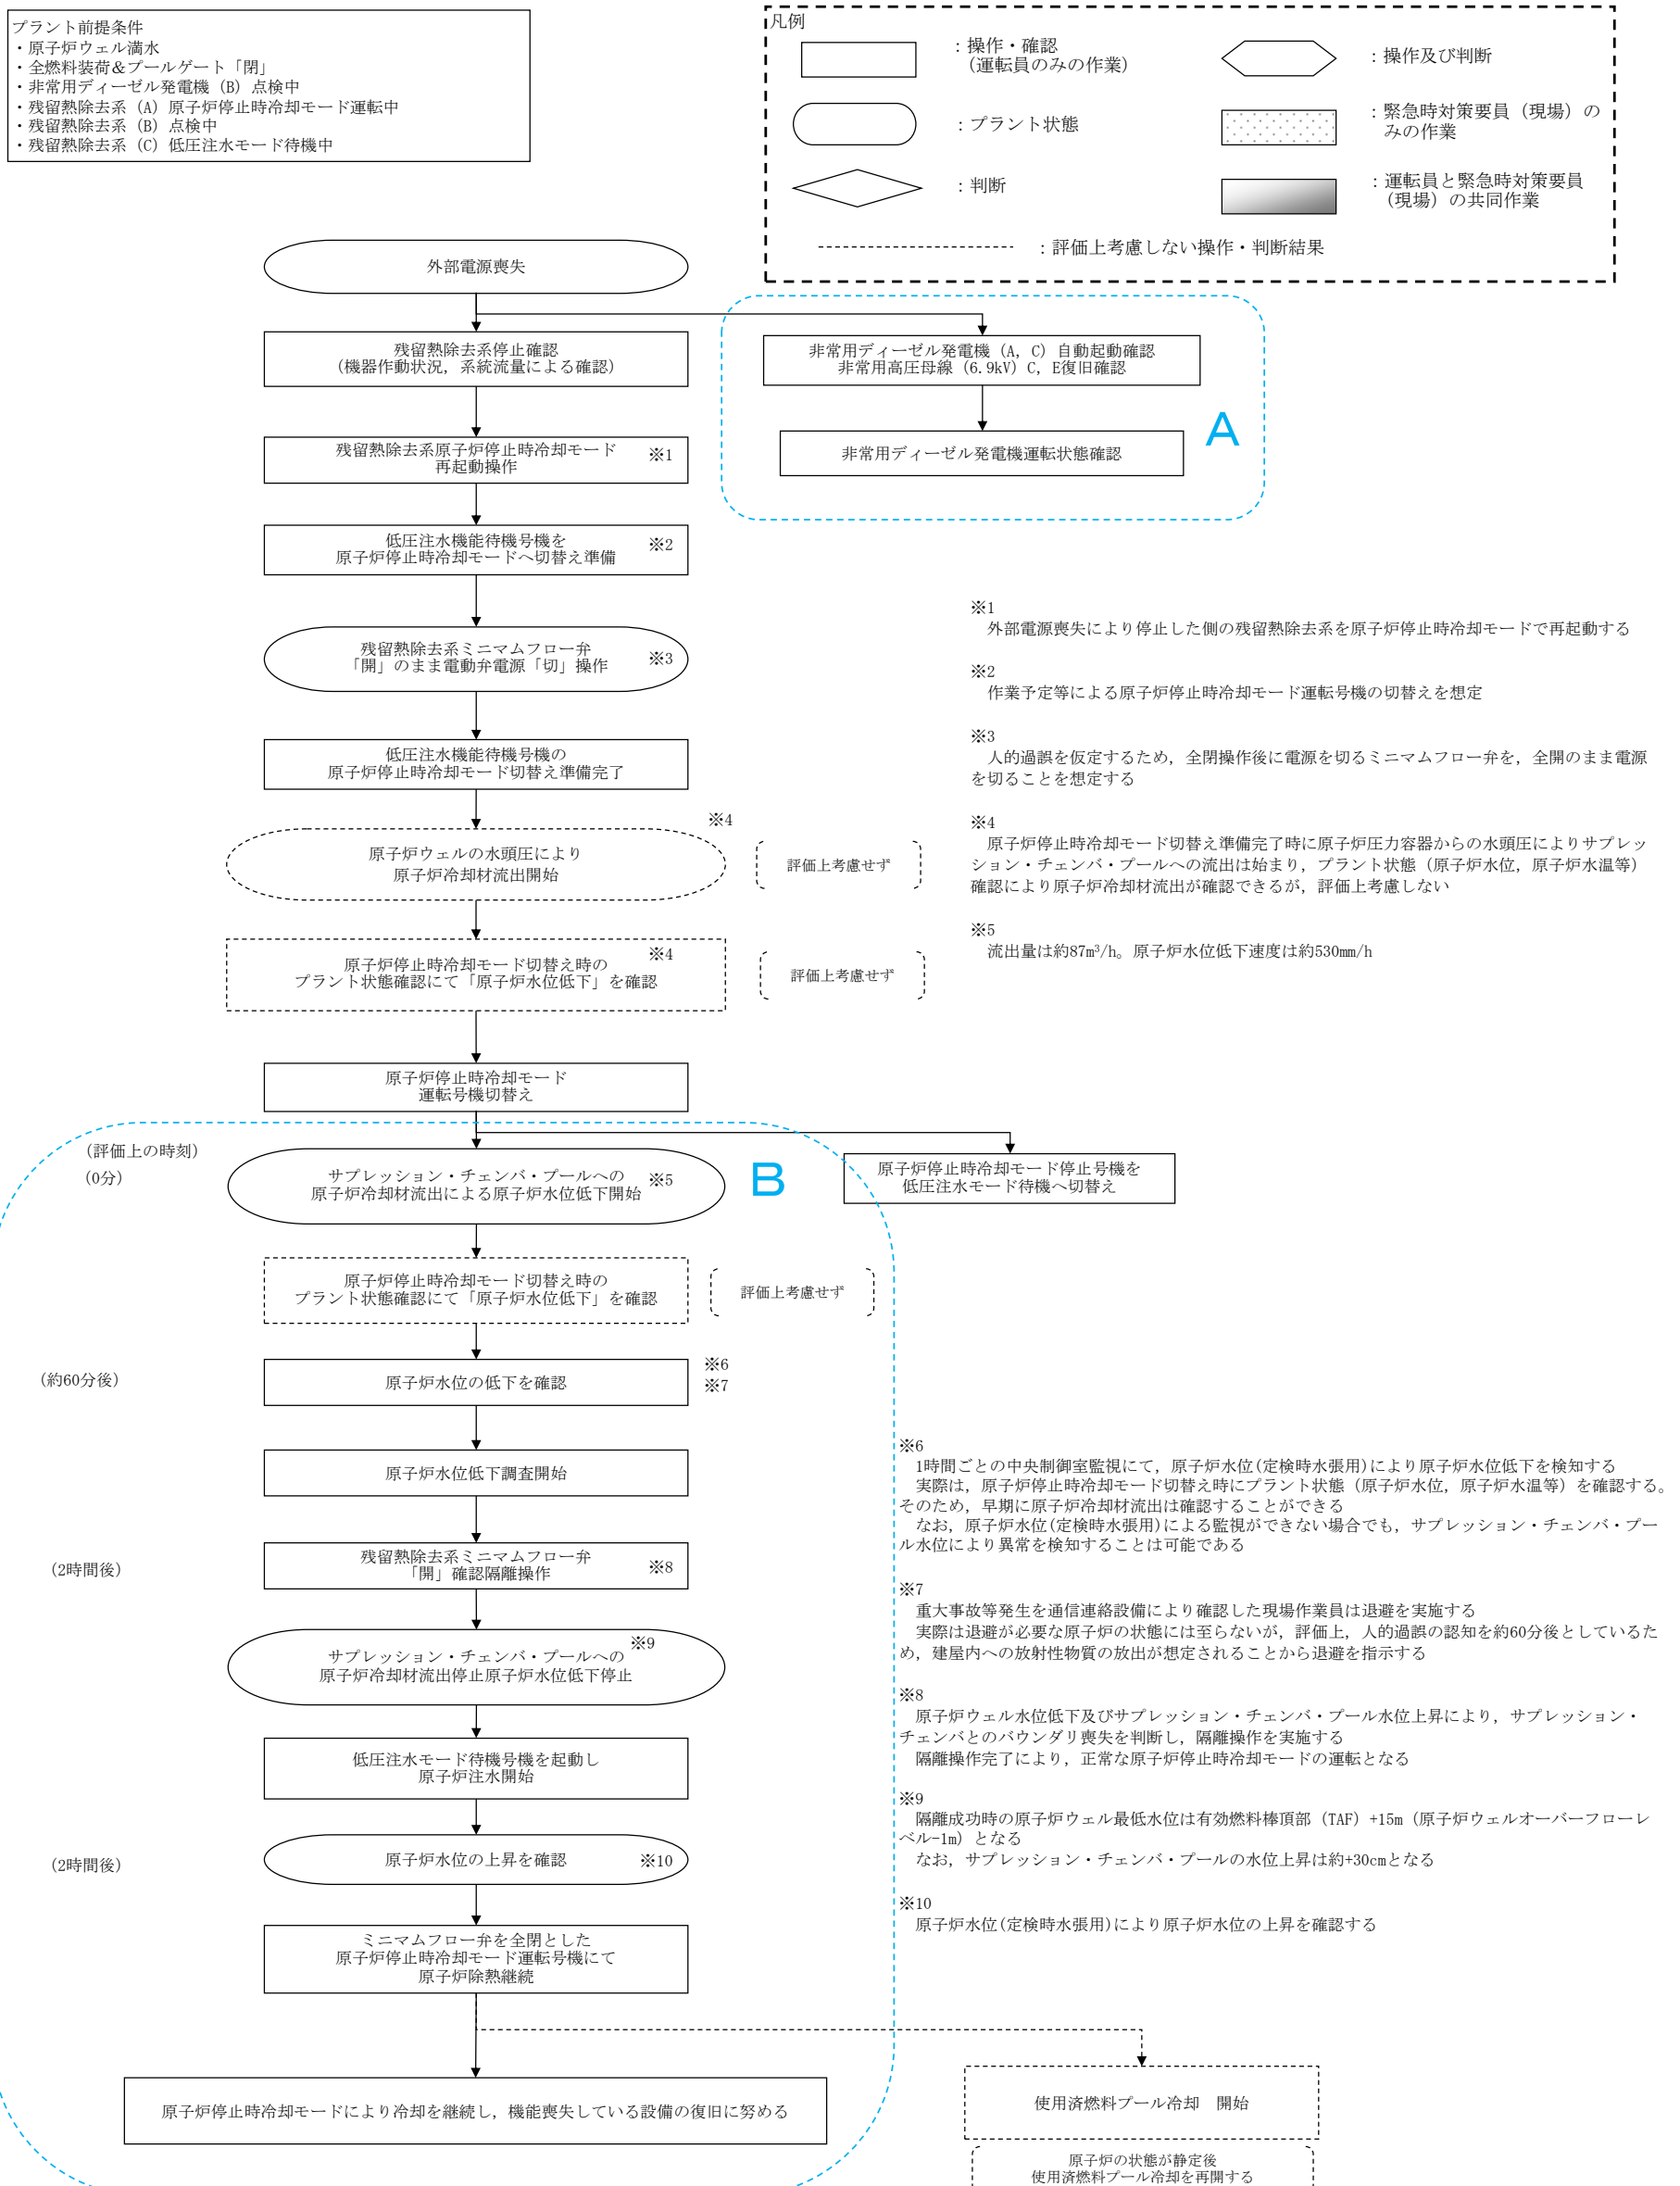 プラント前提条件
・原子炉ウェル満水
・全燃料装荷＆プールゲート「閉」
・非常用ディーゼル発電機（B）点検中
・残留熱除去系（A）原子炉停止時冷却モード運転中
・残留熱除去系（B）点検中
・残留熱除去系（C）低圧注水モード待機中
凡例
：操作・確認
（運転員のみの作業）
：操作及び判断
：プラント状態
：緊急時対策要員（現場）の
みの作業
：判断
：運転員と緊急時対策要員
（現場）の共同作業
：評価上考慮しない操作・判断結果
外部電源喪失
残留熱除去系停止確認
（機器作動状況，系統流量による確認）
非常用ディーゼル発電機（A，C）自動起動確認
非常用高圧母線（6.9kV）C，E復旧確認
非常用ディーゼル発電機運転状態確認
A
残留熱除去系原子炉停止時冷却モード
再起動操作
※1
低圧注水機能待機号機を
原子炉停止時冷却モードへ切替え準備
※2
残留熱除去系ミニマムフロー弁
「開」のまま電動弁電源「切」操作
※3
低圧注水機能待機号機の
原子炉停止時冷却モード切替え準備完了
※4
原子炉ウェルの水頭圧により
原子炉冷却材流出開始
評価上考慮せず
※4
原子炉停止時冷却モード切替え時の
プラント状態確認にて「原子炉水位低下」を確認
評価上考慮せず
原子炉停止時冷却モード
運転号機切替え
※1
外部電源喪失により停止した側の残留熱除去系を原子炉停止時冷却モードで再起動する
※2
作業予定等による原子炉停止時冷却モード運転号機の切替えを想定
※3
人的過誤を仮定するため，全閉操作後に電源を切るミニマムフロー弁を，全開のまま電源
を切ることを想定する
※4
原子炉停止時冷却モード切替え準備完了時に原子炉圧力容器からの水頭圧によりサプレッ
ション・チェンバ・プールへの流出は始まり，プラント状態（原子炉水位，原子炉水温等）
確認により原子炉冷却材流出が確認できるが，評価上考慮しない
※5
流出量は約87m³/h。原子炉水位低下速度は約530mm/h
（評価上の時刻）
（0分）
サプレッション・チェンバ・プールへの
原子炉冷却材流出による原子炉水位低下開始
※5
B
原子炉停止時冷却モード停止号機を
低圧注水モード待機へ切替え
原子炉停止時冷却モード切替え時の
プラント状態確認にて「原子炉水位低下」を確認
評価上考慮せず
（約60分後）
原子炉水位の低下を確認
※6
※7
原子炉水位低下調査開始
（2時間後）
残留熱除去系ミニマムフロー弁
「開」確認隔離操作
※8
サプレッション・チェンバ・プールへの
原子炉冷却材流出停止原子炉水位低下停止
※9
低圧注水モード待機号機を起動し
原子炉注水開始
（2時間後）
原子炉水位の上昇を確認
※10
ミニマムフロー弁を全閉とした
原子炉停止時冷却モード運転号機にて
原子炉除熱継続
※6
1時間ごとの中央制御室監視にて，原子炉水位(定検時水張用)により原子炉水位低下を検知する
実際は，原子炉停止時冷却モード切替え時にプラント状態（原子炉水位，原子炉水温等）を確認する。
そのため，早期に原子炉冷却材流出は確認することができる
なお，原子炉水位(定検時水張用)による監視ができない場合でも，サプレッション・チェンバ・プー
ル水位により異常を検知することは可能である
※7
重大事故等発生を通信連絡設備により確認した現場作業員は退避を実施する
実際は退避が必要な原子炉の状態には至らないが，評価上，人的過誤の認知を約60分後としているた
め，建屋内への放射性物質の放出が想定されることから退避を指示する
※8
原子炉ウェル水位低下及びサプレッション・チェンバ・プール水位上昇により，サプレッション・
チェンバとのバウンダリ喪失を判断し，隔離操作を実施する
隔離操作完了により，正常な原子炉停止時冷却モードの運転となる
※9
隔離成功時の原子炉ウェル最低水位は有効燃料棒頂部（TAF）+15m（原子炉ウェルオーバーフローレ
ベル-1m）となる
なお，サプレッション・チェンバ・プールの水位上昇は約+30cmとなる
※10
原子炉水位(定検時水張用)により原子炉水位の上昇を確認する
原子炉停止時冷却モードにより冷却を継続し，機能喪失している設備の復旧に努める
使用済燃料プール冷却　開始
原子炉の状態が静定後
使用済燃料プール冷却を再開する